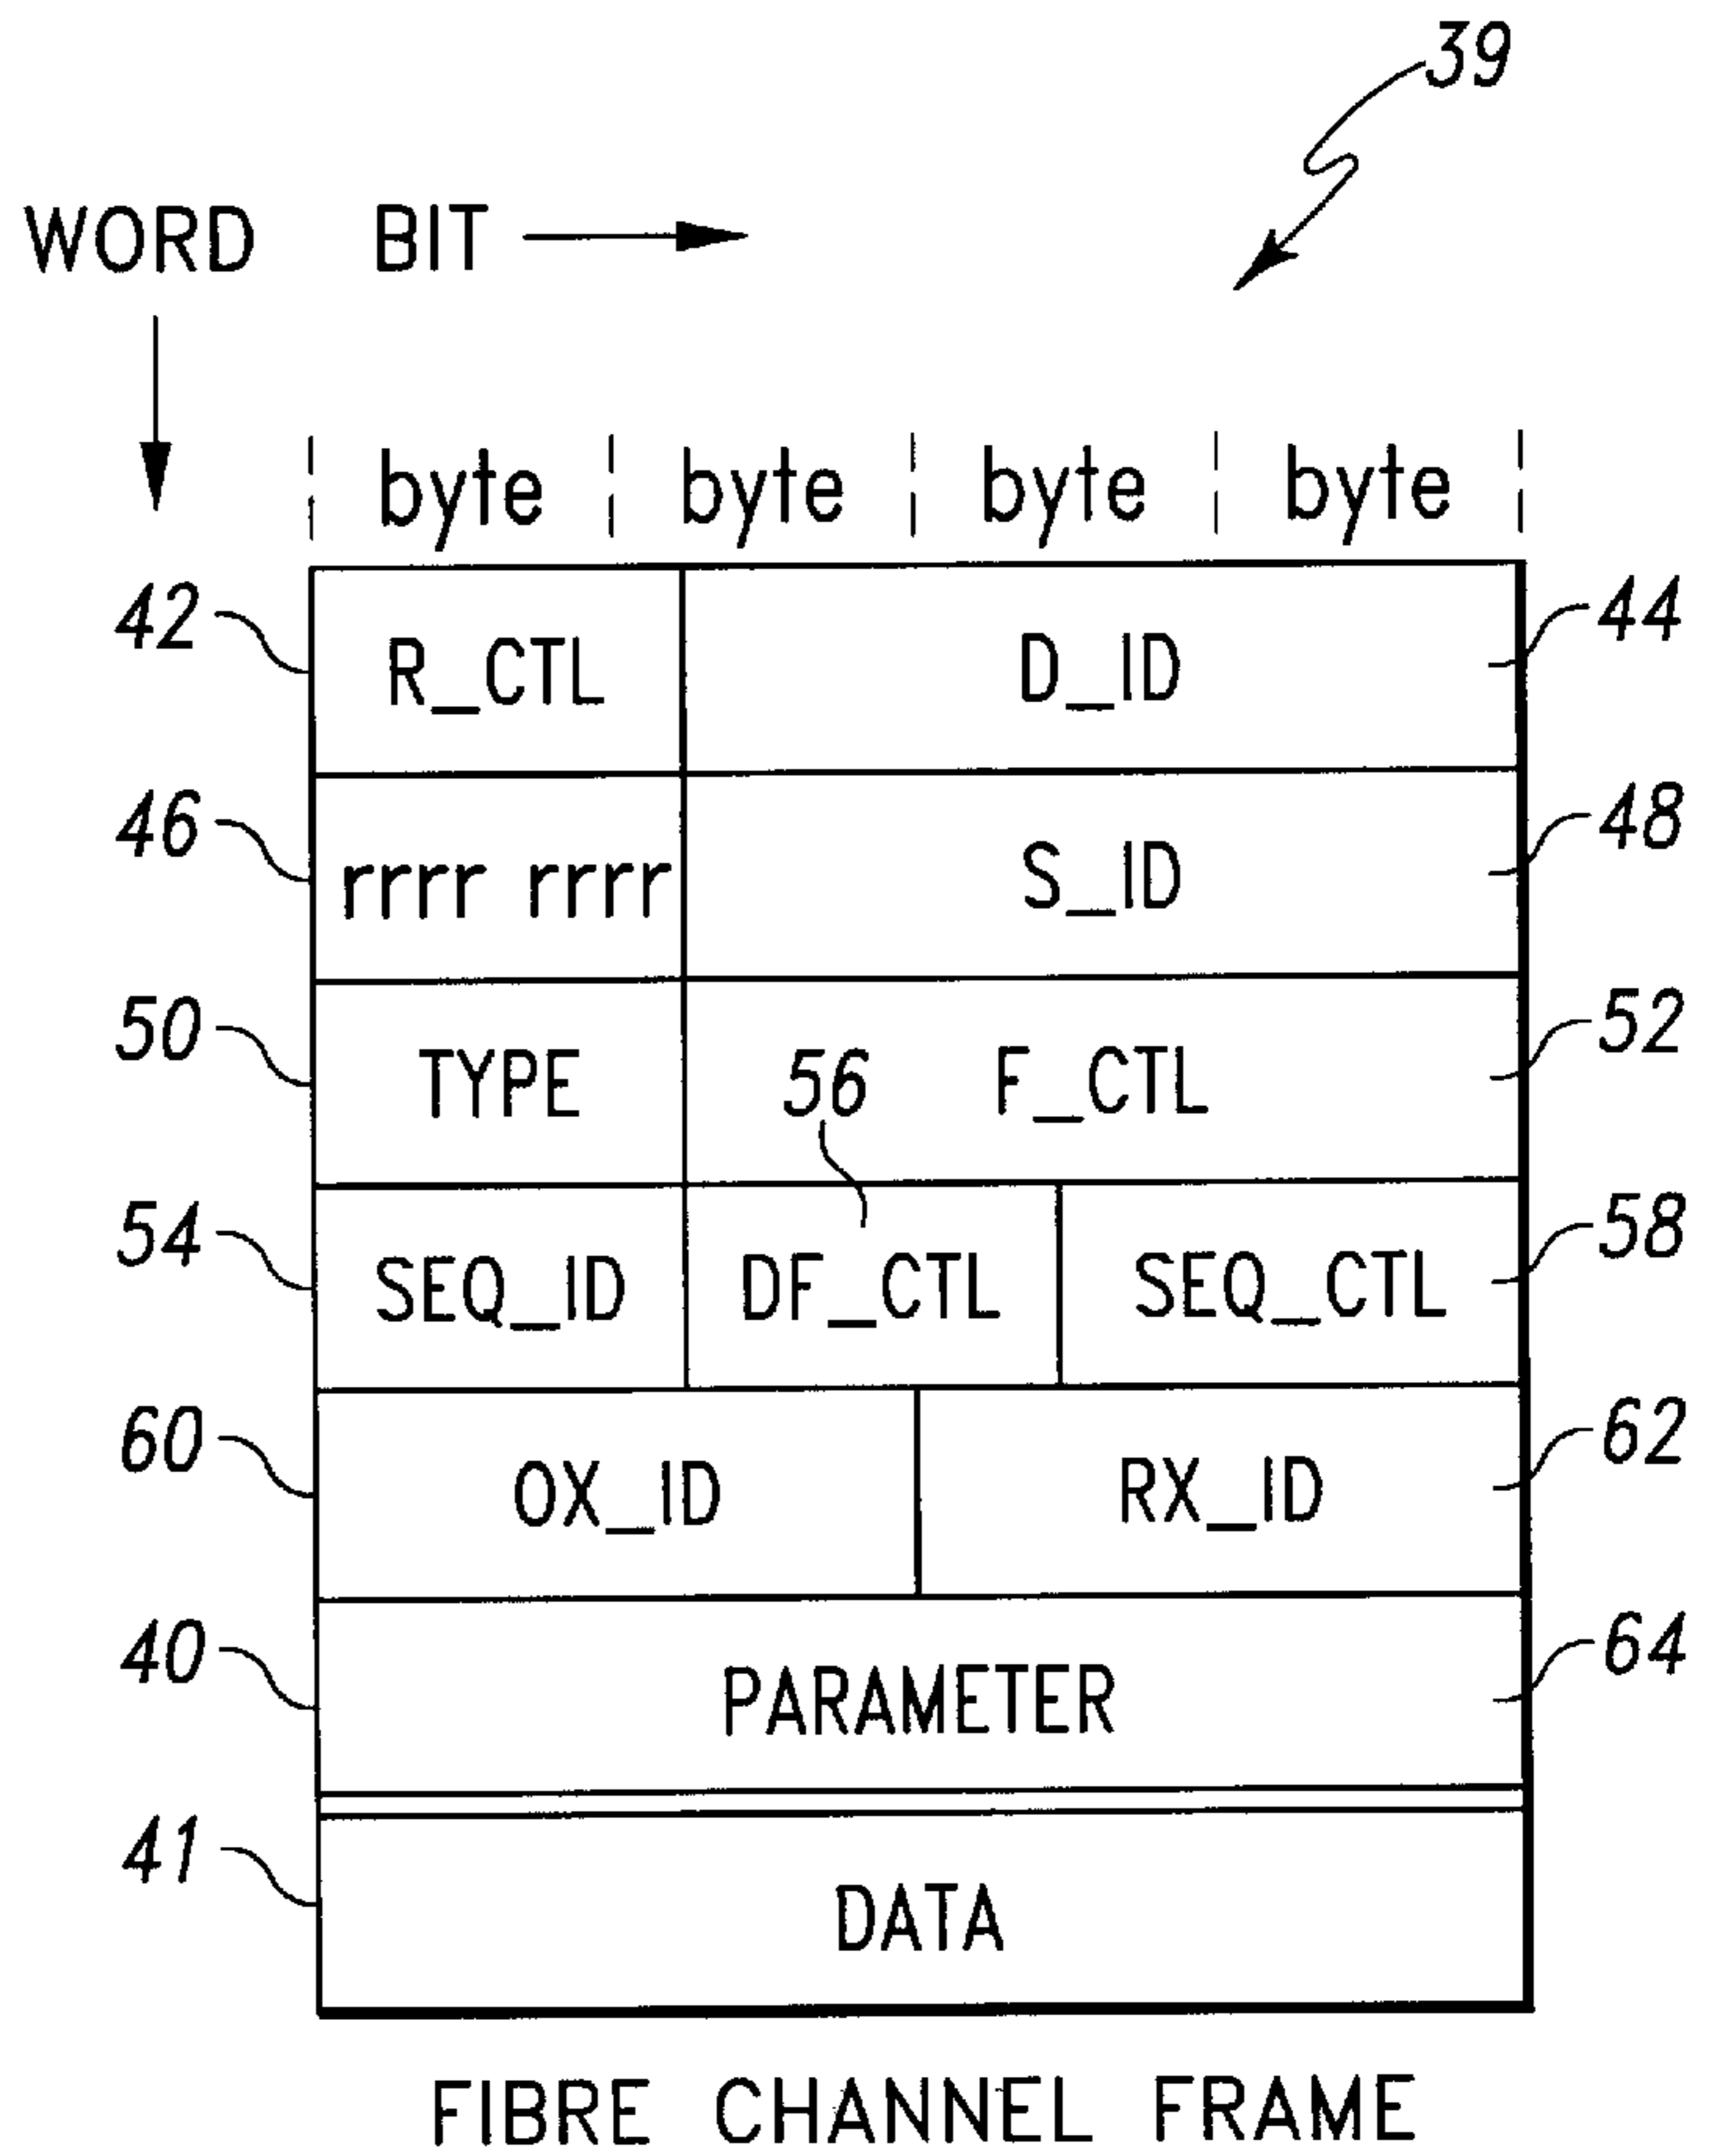 39
WORD BIT
byte byte byte byte
42 R_CTL D_ID 44
46 rrrr rrrr S_ID 48
50 TYPE 56 F_CTL 52
54 SEQ_ID DF_CTL SEQ_CTL 58
60 OX_ID RX_ID 62
40 PARAMETER 64
41 DATA
FIBRE CHANNEL FRAME